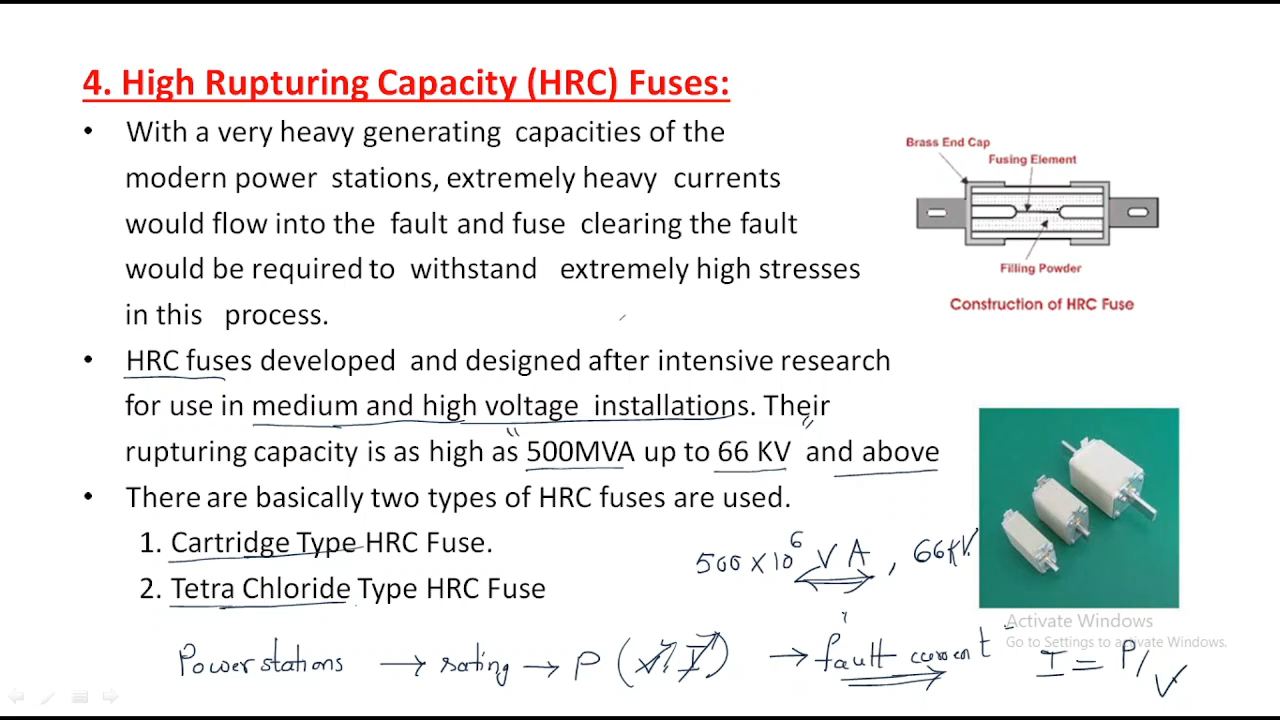 4. High Rupturing Capacity (HRC) Fuses:
• With a very heavy generating capacities of the
modern power stations, extremely heavy currents
would flow into the fault and fuse clearing the fault
would be required to withstand extremely high stresses
in this process.
Brass End Cap
Fusing Element
Filling Powder
Construction of HRC Fuse
• HRC fuses developed and designed after intensive research
for use in medium and high voltage installations. Their
rupturing capacity is as high as 500MVA up to 66 KV and above
• There are basically two types of HRC fuses are used.
1. Cartridge Type HRC Fuse.
2. Tetra Chloride Type HRC Fuse
500 X 10⁶ V A , 66KV
Activate Windows
Go to Settings to activate Windows.
Power stations → rating → P (V, I) → fault current I = P/V